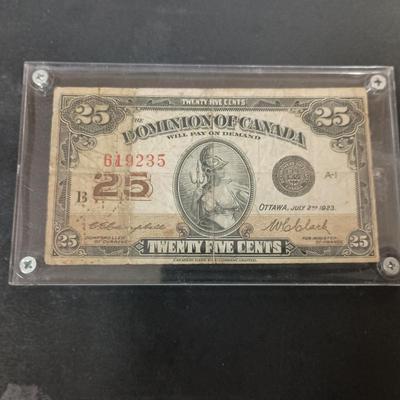 TWENTY FIVE CENTS
25 THE 25
DOMINION OF CANADA
WILL PAY ON DEMAND
619235
A-1
B 25
OTTAWA, JULY 2ND 1923.
25 25
TWENTY FIVE CENTS